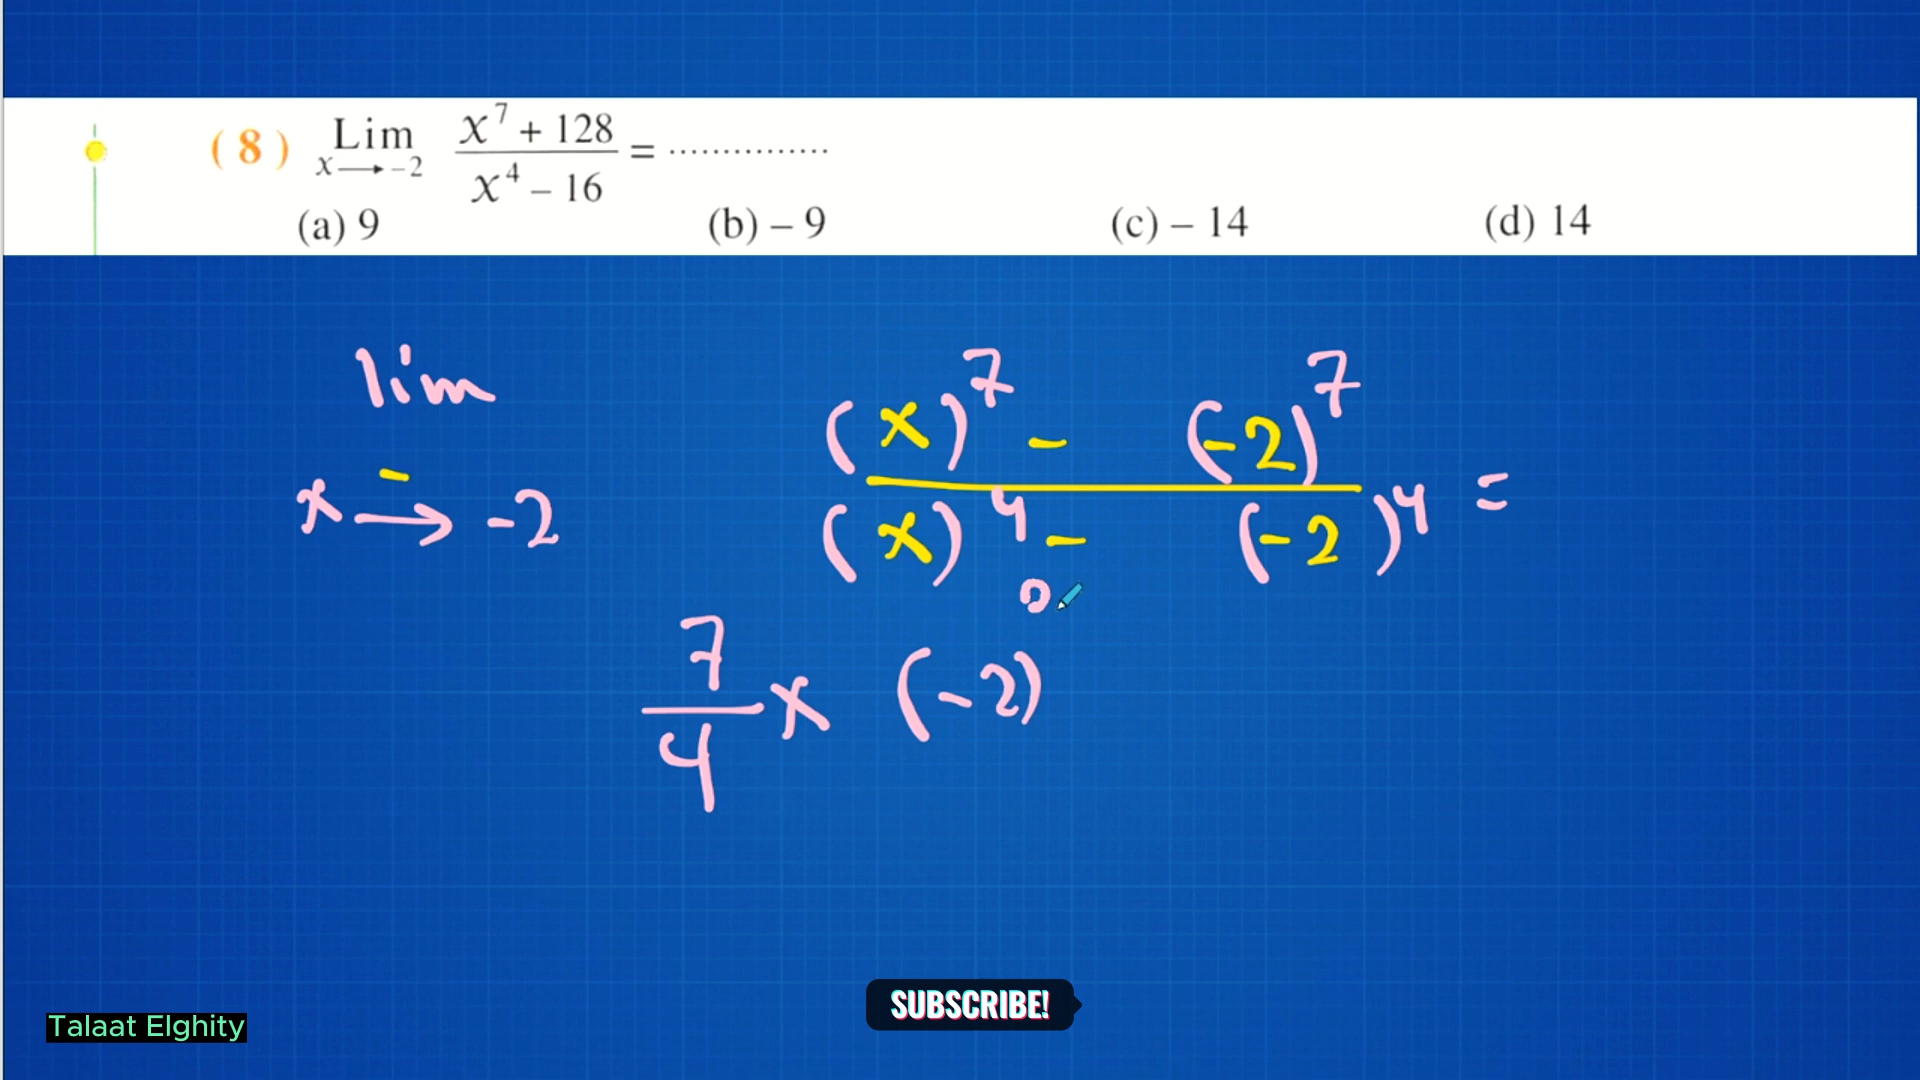 (8) Lim x→-2 x⁷ + 128 / x⁴ – 16 = ...............
(a) 9 (b) – 9 (c) – 14 (d) 14
lim x→-2 (x)⁷ - (-2)⁷ / (x)⁴ - (-2)⁴ =
7/4 x (-2)
SUBSCRIBE!
Talaat Elghity